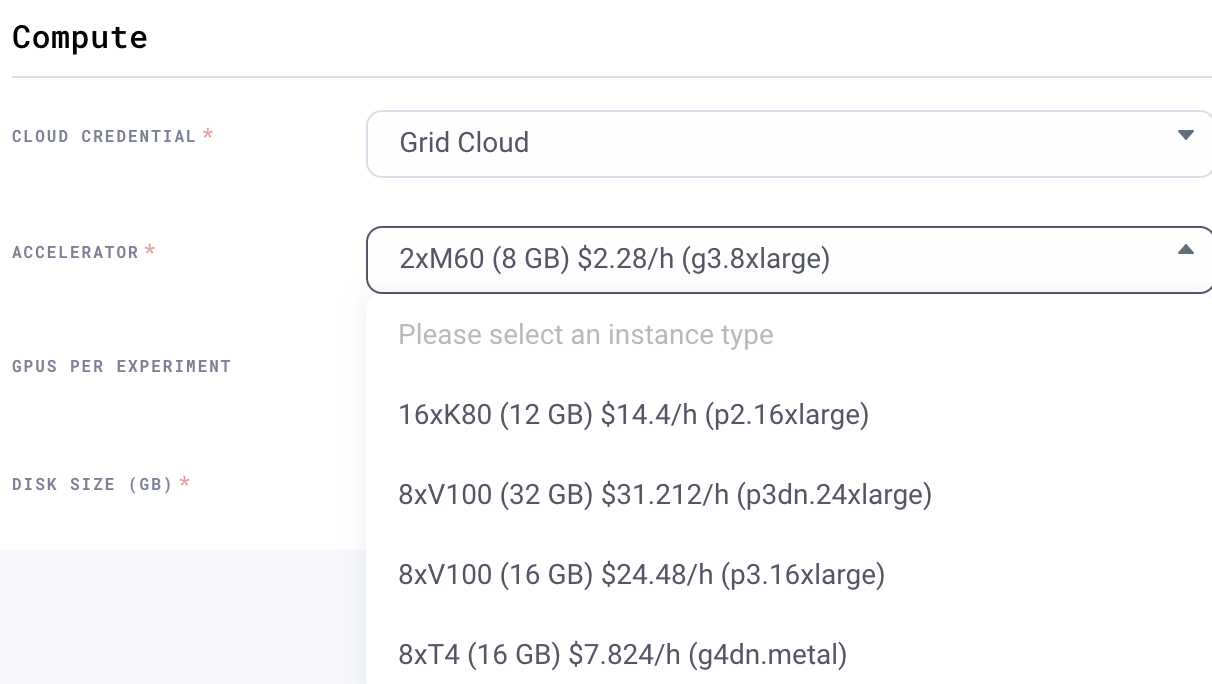 Compute
CLOUD CREDENTIAL *
Grid Cloud
ACCELERATOR *
2xM60 (8 GB) $2.28/h (g3.8xlarge)
Please select an instance type
GPUS PER EXPERIMENT
16xK80 (12 GB) $14.4/h (p2.16xlarge)
DISK SIZE (GB) *
8xV100 (32 GB) $31.212/h (p3dn.24xlarge)
8xV100 (16 GB) $24.48/h (p3.16xlarge)
8xT4 (16 GB) $7.824/h (g4dn.metal)